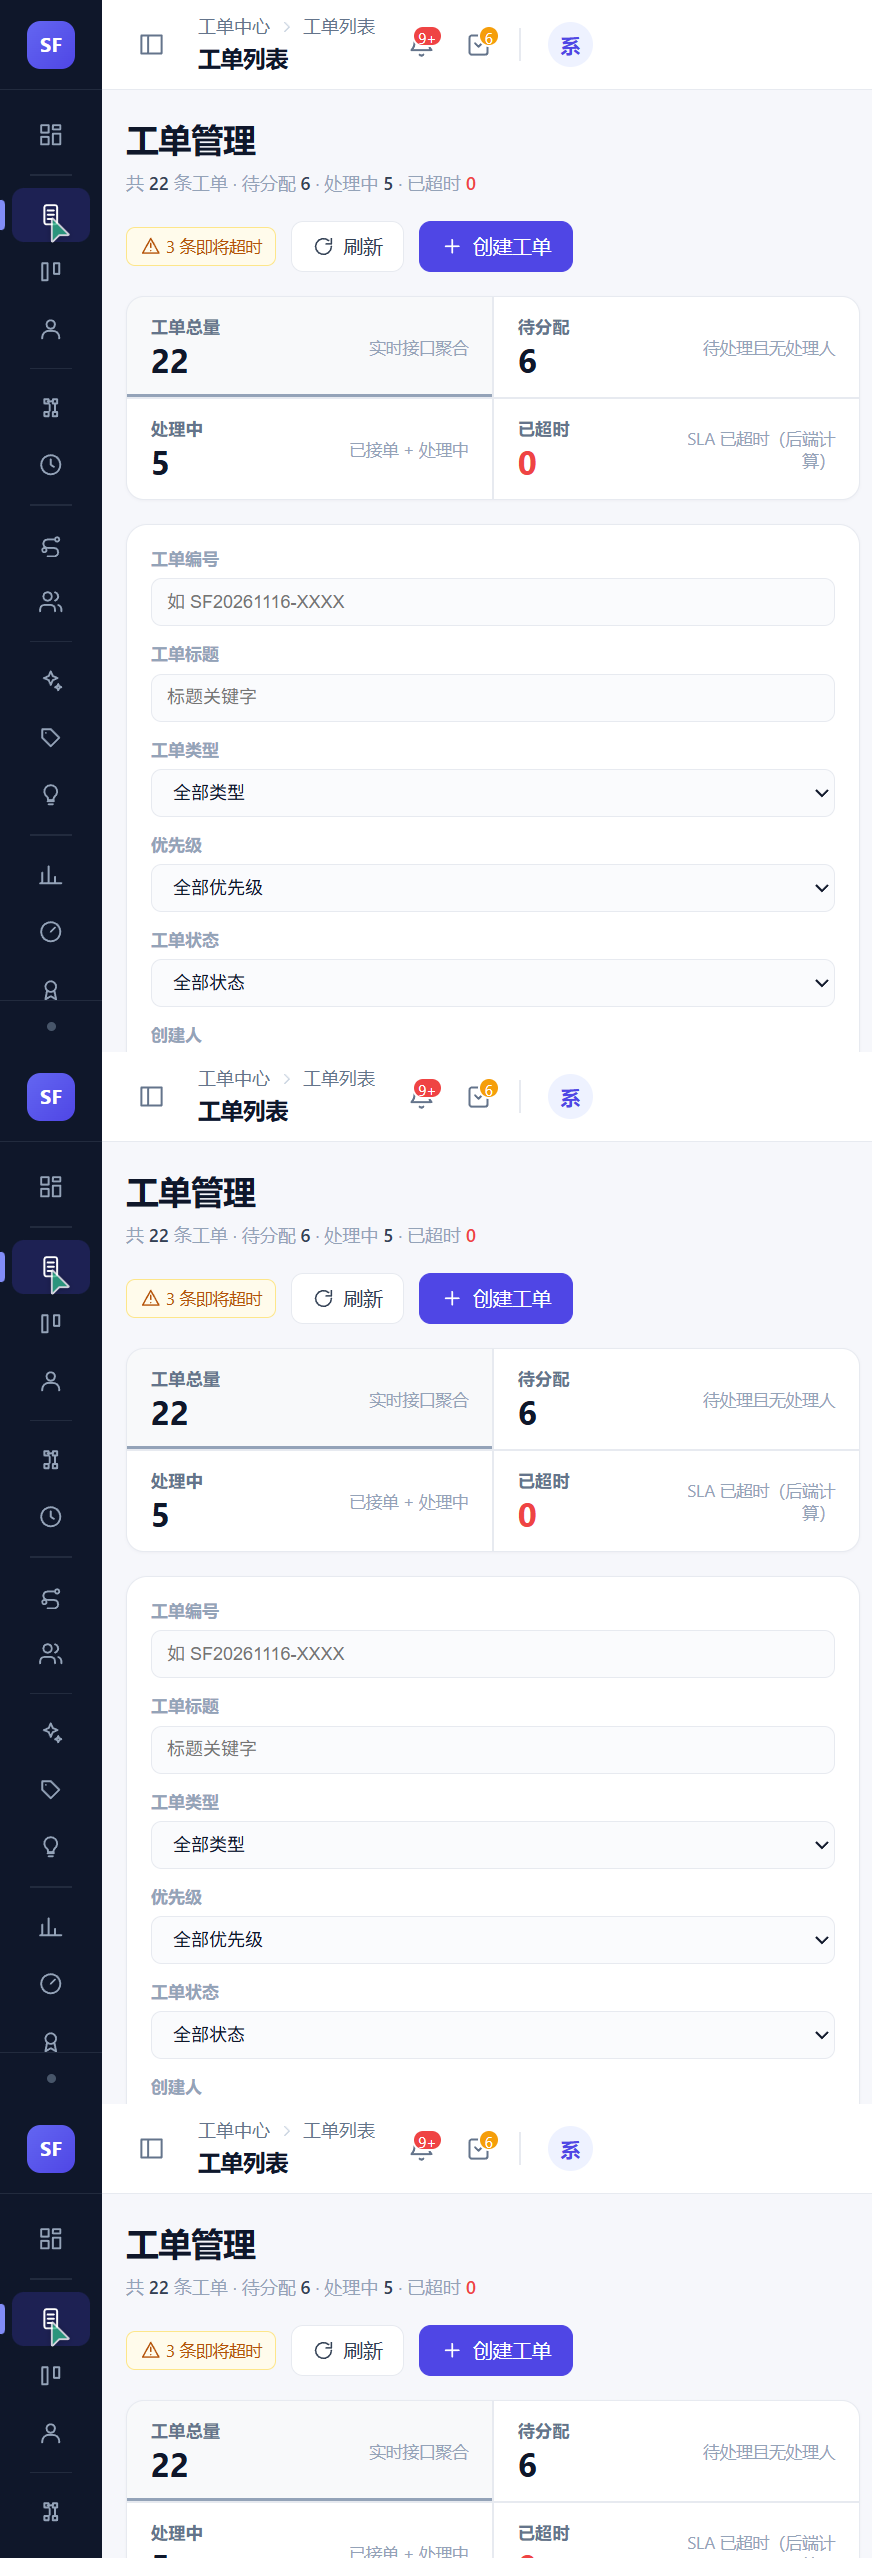 SF
工单中心 > 工单列表
工单列表
9+
6
系
工单管理
共 22 条工单 · 待分配 6 · 处理中 5 · 已超时 0
3 条即将超时
刷新
创建工单
工单总量
22
实时接口聚合
待分配
6
待处理且无处理人
处理中
5
已接单 + 处理中
已超时
0
SLA 已超时（后端计
算）
工单编号
如 SF20261116-XXXX
工单标题
标题关键字
工单类型
全部类型
优先级
全部优先级
工单状态
全部状态
创建人
SF
工单中心 > 工单列表
工单列表
9+
6
系
工单管理
共 22 条工单 · 待分配 6 · 处理中 5 · 已超时 0
3 条即将超时
刷新
创建工单
工单总量
22
实时接口聚合
待分配
6
待处理且无处理人
处理中
5
已接单 + 处理中
已超时
0
SLA 已超时（后端计
算）
工单编号
如 SF20261116-XXXX
工单标题
标题关键字
工单类型
全部类型
优先级
全部优先级
工单状态
全部状态
创建人
SF
工单中心 > 工单列表
工单列表
9+
6
系
工单管理
共 22 条工单 · 待分配 6 · 处理中 5 · 已超时 0
3 条即将超时
刷新
创建工单
工单总量
22
实时接口聚合
待分配
6
待处理且无处理人
处理中
已接单 + 处理中
已超时
SLA 已超时（后端计